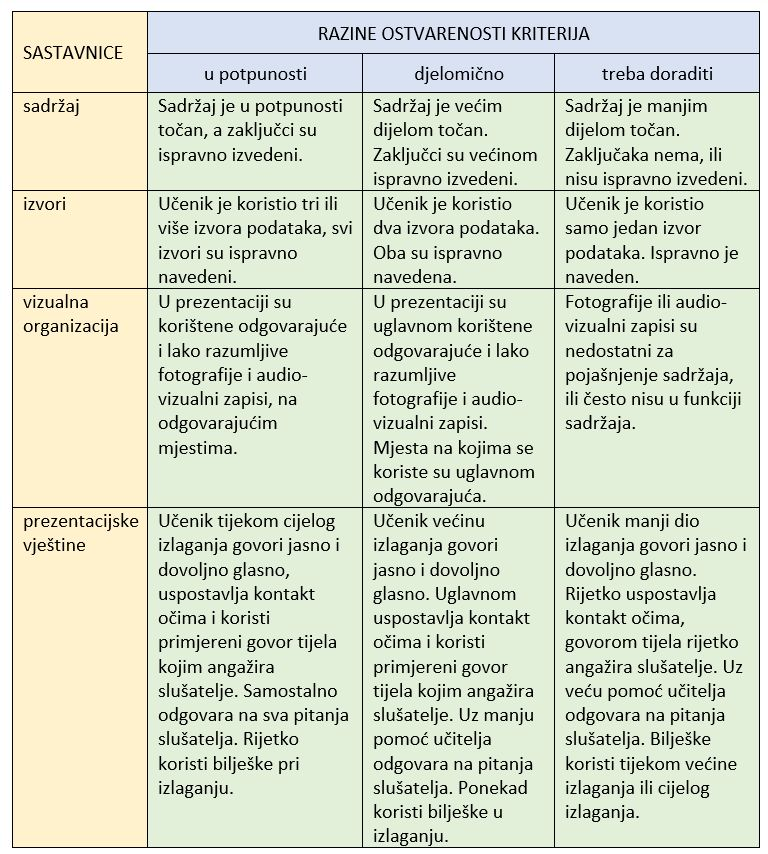 SASTAVNICE
RAZINE OSTVARENOSTI KRITERIJA
u potpunosti
djelomično
treba doraditi
sadržaj
Sadržaj je u potpunosti
točan, a zaključci su
ispravno izvedeni.
Sadržaj je većim
dijelom točan.
Zaključci su većinom
ispravno izvedeni.
Sadržaj je manjim
dijelom točan.
Zaključaka nema, ili
nisu ispravno izvedeni.
izvori
Učenik je koristio tri ili
više izvora podataka, svi
izvori su ispravno
navedeni.
Učenik je koristio
dva izvora podataka.
Oba su ispravno
navedena.
Učenik je koristio
samo jedan izvor
podataka. Ispravno je
naveden.
vizualna
organizacija
U prezentaciji su
korištene odgovarajuće
i lako razumljive
fotografije i audio-
vizualni zapisi, na
odgovarajućim
mjestima.
U prezentaciji su
uglavnom korištene
odgovarajuće i lako
razumljive
fotografije i audio-
vizualni zapisi.
Mjesta na kojima se
koriste su uglavnom
odgovarajuća.
Fotografije ili audio-
vizualni zapisi su
nedostatni za
pojašnjenje sadržaja,
ili često nisu u funkciji
sadržaja.
prezentacijske
vještine
Učenik tijekom cijelog
izlaganja govori jasno i
dovoljno glasno,
uspostavlja kontakt
očima i koristi
primjereni govor tijela
kojim angažira
slušatelje. Samostalno
odgovara na sva pitanja
slušatelja. Rijetko
koristi bilješke pri
izlaganju.
Učenik većinu
izlaganja govori
jasno i dovoljno
glasno. Uglavnom
uspostavlja kontakt
očima i koristi
primjereni govor
tijela kojim angažira
slušatelje. Uz manju
pomoć učitelja
odgovara na pitanja
slušatelja. Ponekad
koristi bilješke u
izlaganju.
Učenik manji dio
izlaganja govori jasno i
dovoljno glasno.
Rijetko uspostavlja
kontakt očima,
govorom tijela rijetko
angažira slušatelje. Uz
veću pomoć učitelja
odgovara na pitanja
slušatelja. Bilješke
koristi tijekom većine
izlaganja ili cijelog
izlaganja.